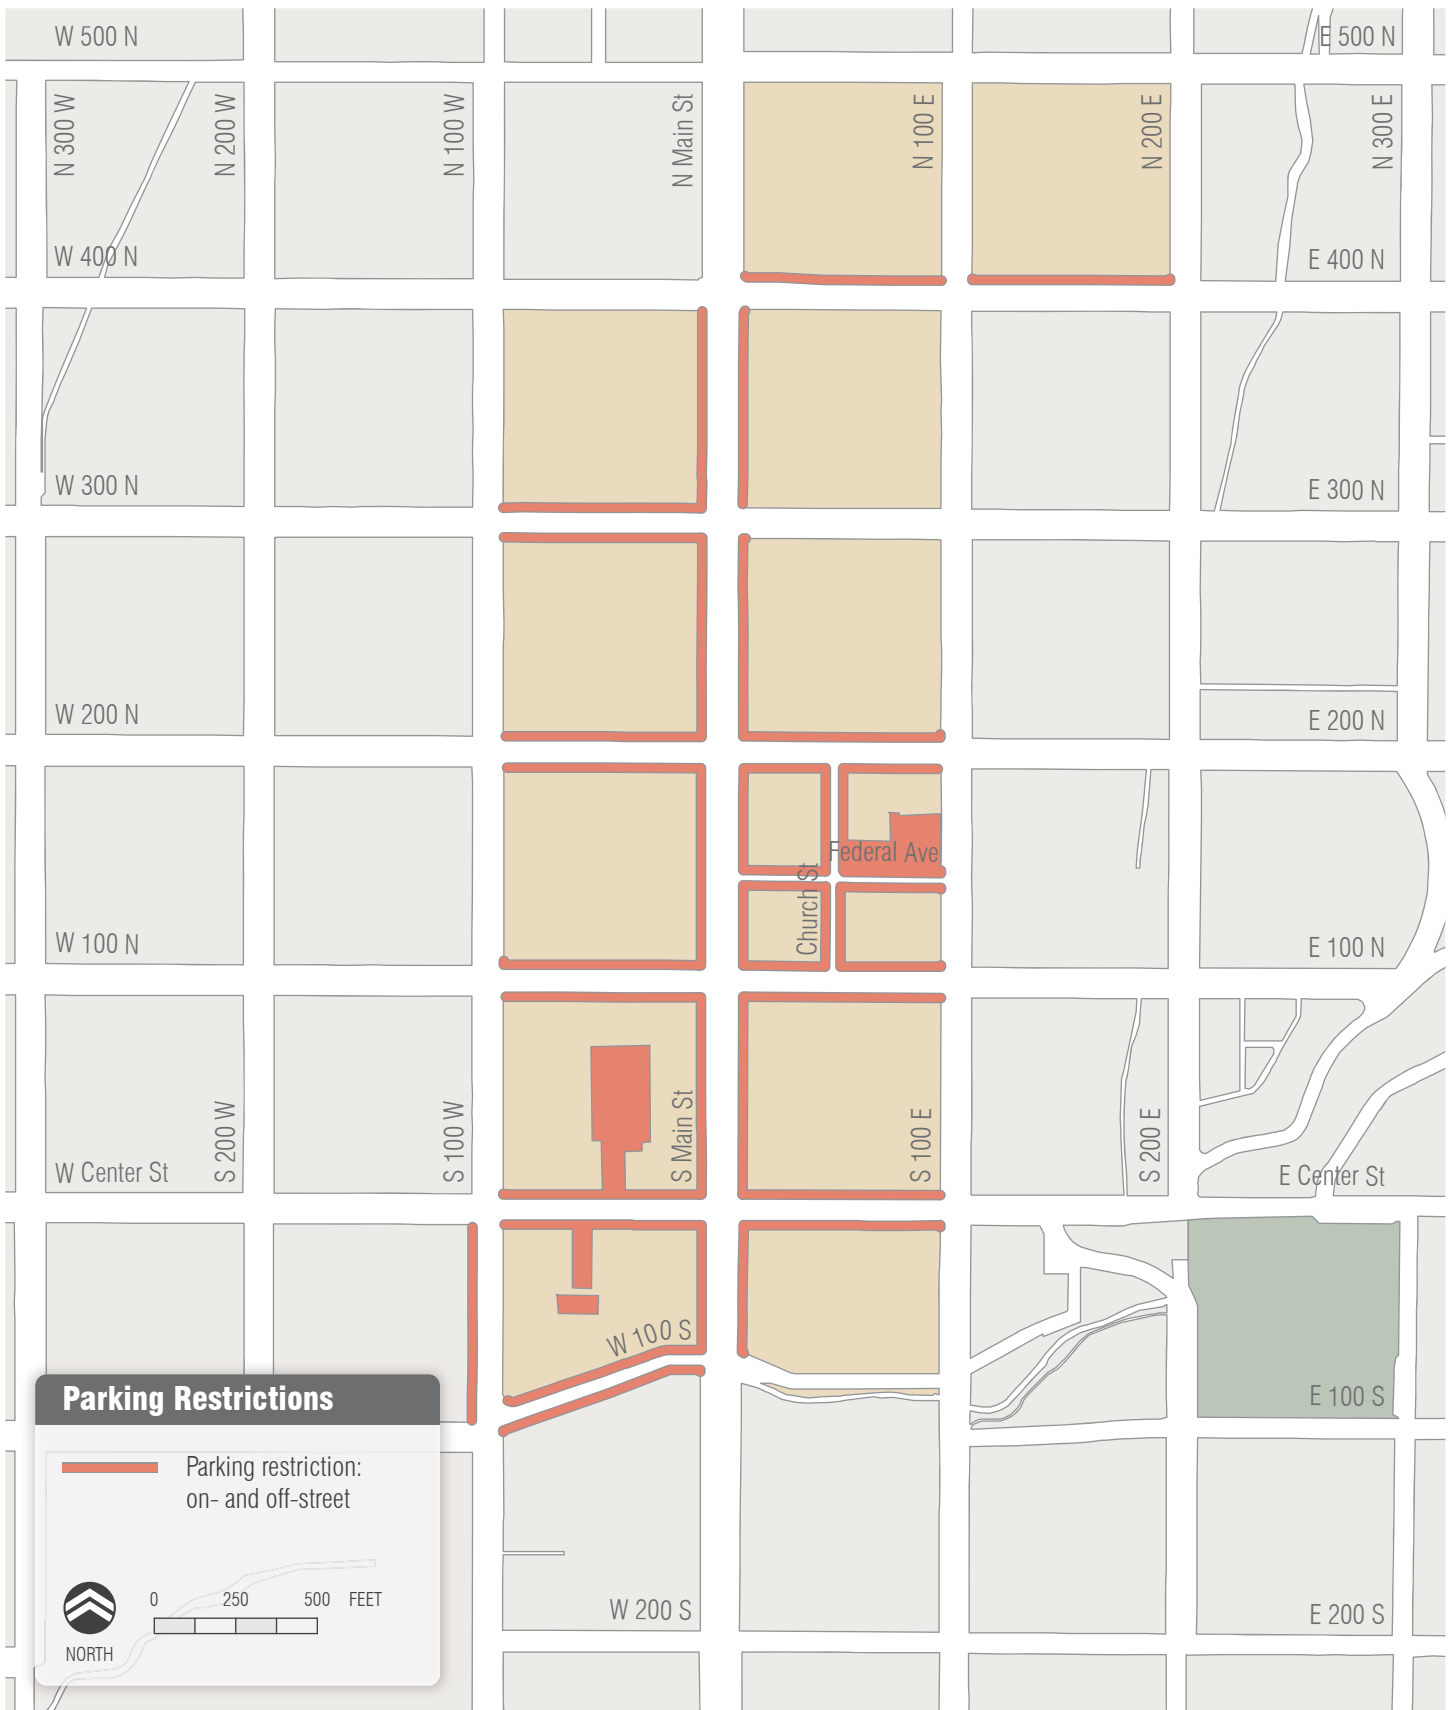 W 500 N
E 500 N
N 300 W
N 200 W
N 100 W
N Main St
N 100 E
N 200 E
N 300 E
W 400 N
E 400 N
W 300 N
E 300 N
W 200 N
E 200 N
Federal Ave
Church St
W 100 N
E 100 N
S 200 W
S 100 W
S Main St
S 100 E
S 200 E
W Center St
E Center St
W 100 S
E 100 S
Parking Restrictions
Parking restriction:
on- and off-street
0 250 500 FEET
NORTH
W 200 S
E 200 S